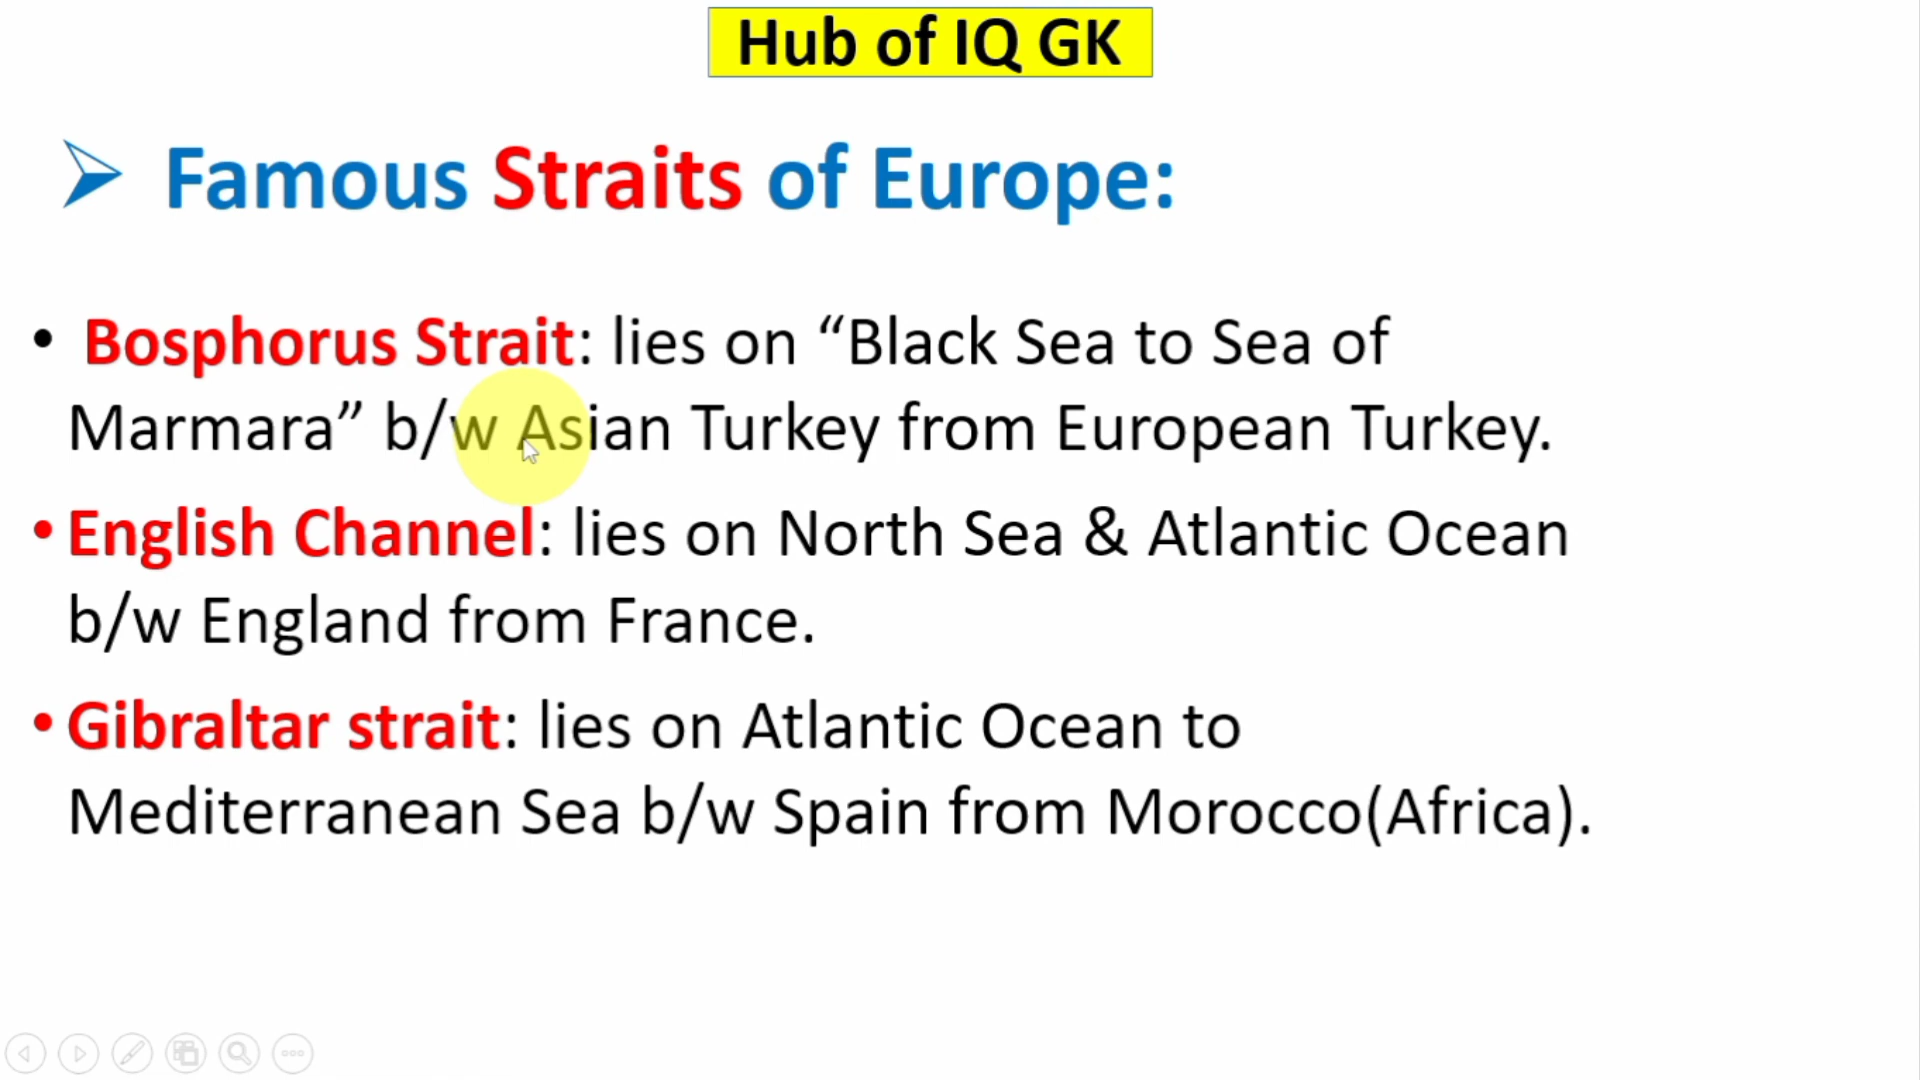 Hub of IQ GK
Famous Straits of Europe:
• Bosphorus Strait: lies on “Black Sea to Sea of
Marmara” b/w Asian Turkey from European Turkey.
• English Channel: lies on North Sea & Atlantic Ocean
b/w England from France.
• Gibraltar strait: lies on Atlantic Ocean to
Mediterranean Sea b/w Spain from Morocco(Africa).